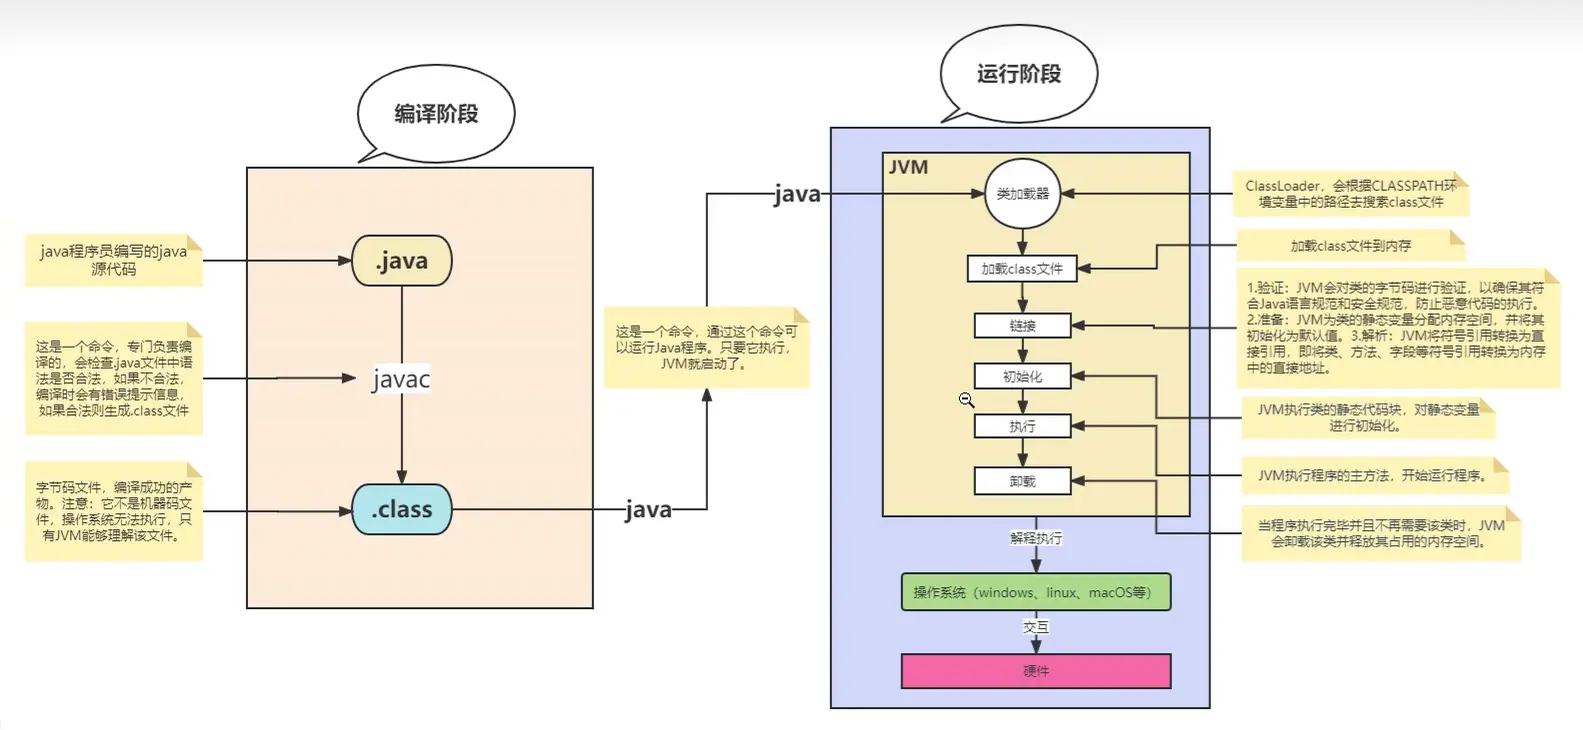 编译阶段
java程序员编写的java
源代码
.java
这是一个命令，专门负责编
译的，会检查.java文件中语
法是否合法，如果不合法，
编译时会有错误提示信息，
如果合法则生成.class文件
javac
字节码文件，编译成功的产
物。注意：它不是机器码文
件，操作系统无法执行，只
有JVM能够理解该文件。
.class
java
这是一个命令，通过这个命令可
以运行Java程序。只要它执行，
JVM就启动了。
java
运行阶段
JVM
类加载器
加载class文件
链接
初始化
执行
卸载
解释执行
操作系统（windows、linux、macOS等）
交互
硬件
ClassLoader，会根据CLASSPATH环
境变量中的路径去搜索class文件
加载class文件到内存
1.验证：JVM会对类的字节码进行验证，以确保其符
合Java语言规范和安全规范，防止恶意代码的执行。
2.准备：JVM为类的静态变量分配内存空间，并将其
初始化为默认值。3.解析：JVM将符号引用转换为直
接引用，即将类、方法、字段等符号引用转换为内存
中的直接地址。
JVM执行类的静态代码块，对静态变量
进行初始化。
JVM执行程序的主方法，开始运行程序。
当程序执行完毕并且不再需要该类时，JVM
会卸载该类并释放其占用的内存空间。